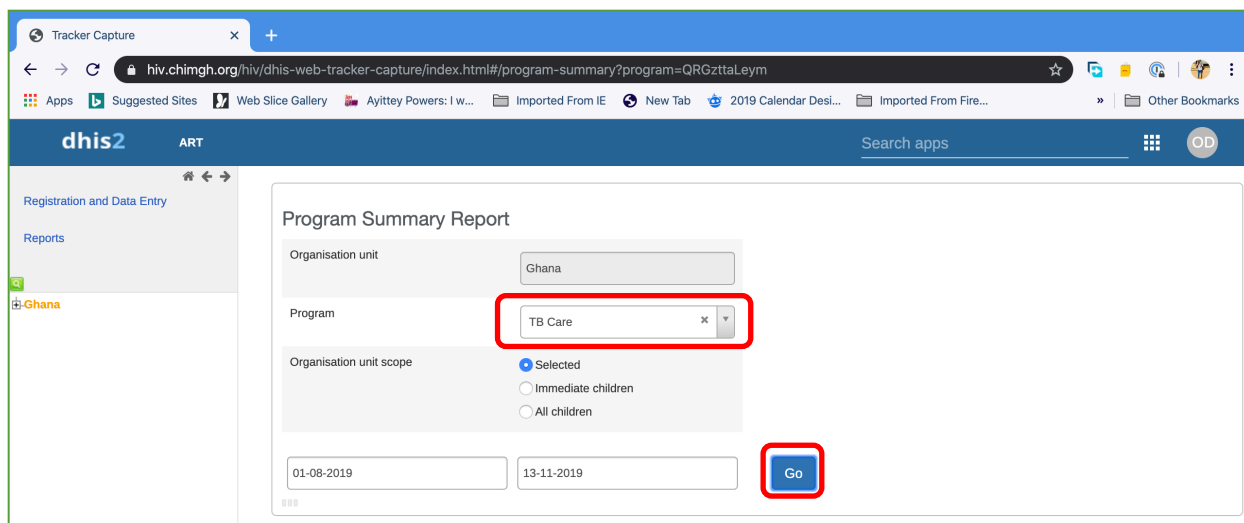 Tracker Capture
hiv.chimgh.org/hiv/dhis-web-tracker-capture/index.html#/program-summary?program=QRGzttaLeym
Apps Suggested Sites Web Slice Gallery Ayittey Powers: I w... Imported From IE New Tab 2019 Calendar Desi... Imported From Fire... » Other Bookmarks
dhis2 ART Search apps OD
Registration and Data Entry
Reports
Ghana
Program Summary Report
Organisation unit Ghana
Program TB Care
Organisation unit scope Selected
Immediate children
All children
01-08-2019 13-11-2019 Go